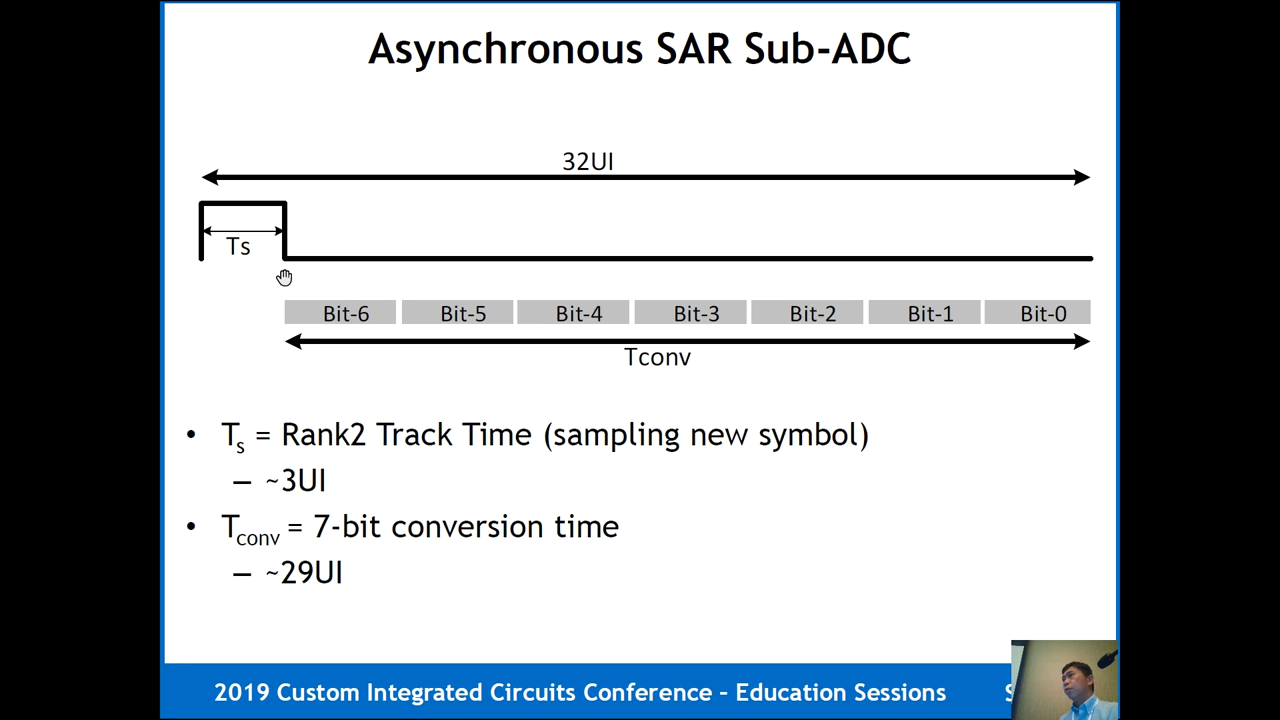 Asynchronous SAR Sub-ADC
32UI
Ts
Bit-6 Bit-5 Bit-4 Bit-3 Bit-2 Bit-1 Bit-0
Tconv
• Ts = Rank2 Track Time (sampling new symbol)
– ~3UI
• Tconv = 7-bit conversion time
– ~29UI
2019 Custom Integrated Circuits Conference – Education Sessions